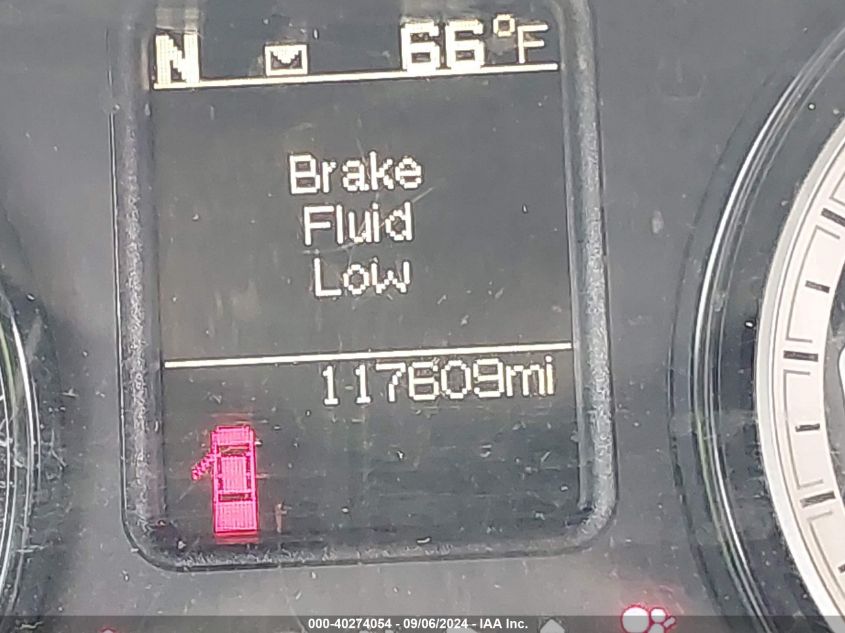 N 66°F
Brake
Fluid
Low
117609mi
000-40274054 - 09/06/2024 - IAA Inc.